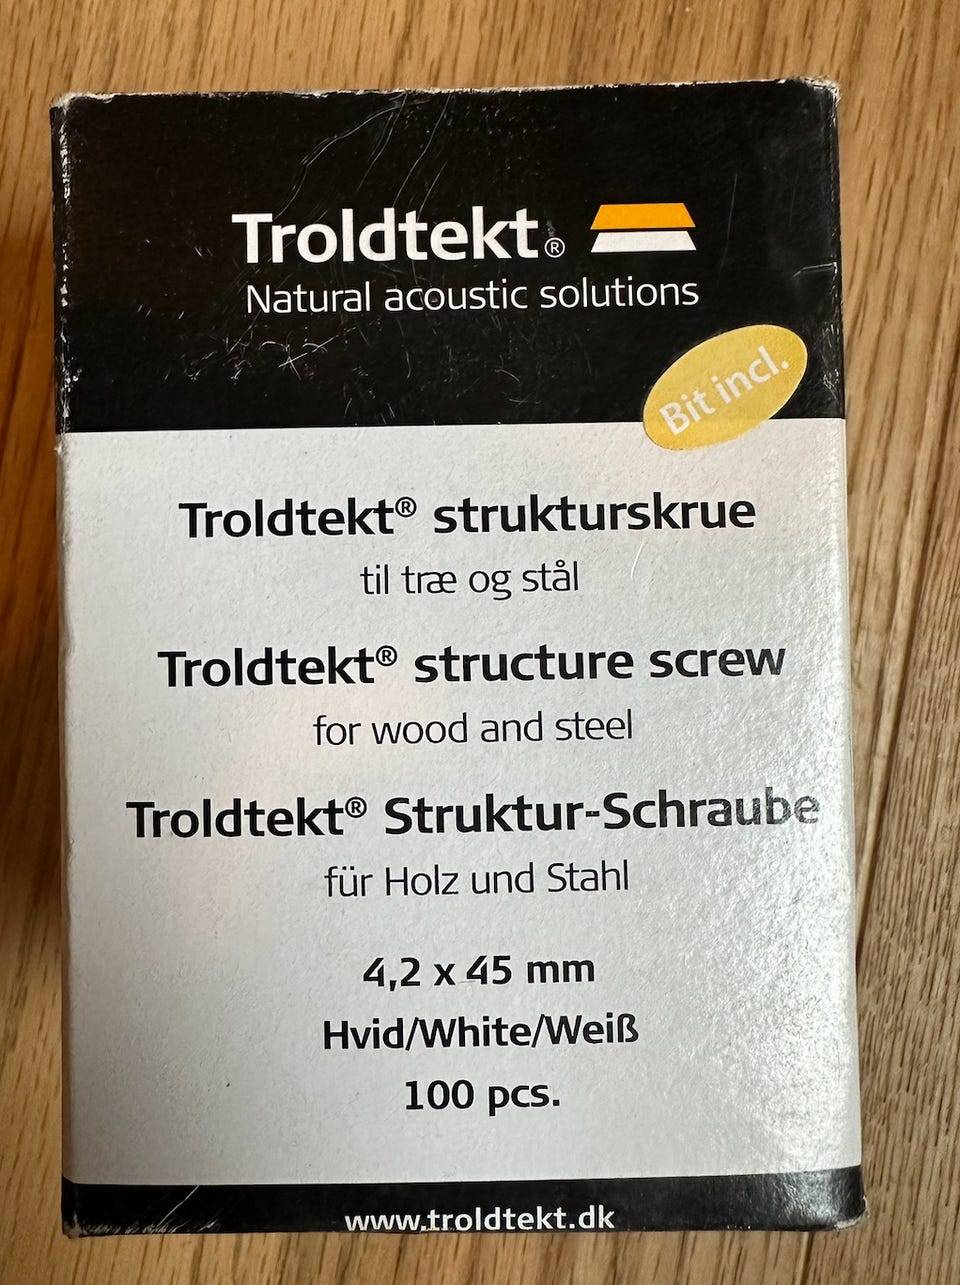 Troldtekt®
Natural acoustic solutions
Bit incl.
Troldtekt® strukturskrue
til træ og stål
Troldtekt® structure screw
for wood and steel
Troldtekt® Struktur-Schraube
für Holz und Stahl
4,2 x 45 mm
Hvid/White/Weiß
100 pcs.
www.troldtekt.dk